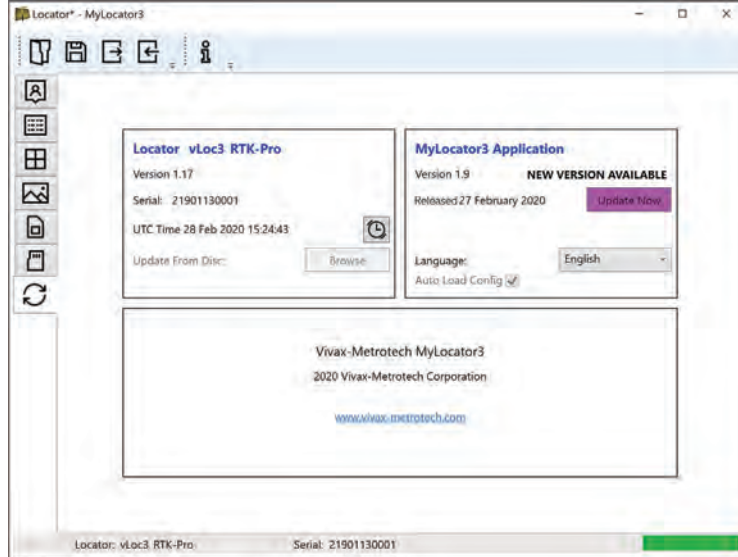 Locator* - MyLocator3
Locator vLoc3 RTK-Pro
Version 1.17
Serial: 21901130001
UTC Time 28 Feb 2020 15:24:43
Update From Disc:
Browse
MyLocator3 Application
Version 1.9 NEW VERSION AVAILABLE
Released 27 February 2020
Update Now
Language:
English
Auto Load Config
Vivax-Metrotech MyLocator3
2020 Vivax-Metrotech Corporation
www.vivax-metrotech.com
Locator: vLoc3 RTK-Pro Serial: 21901130001